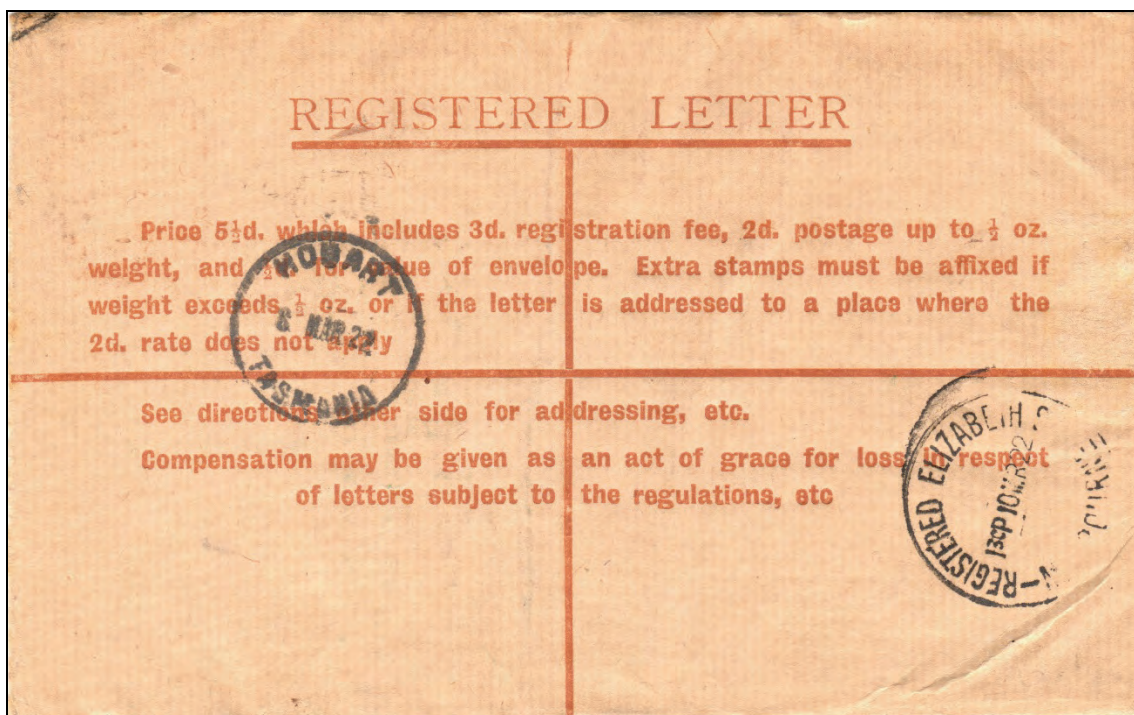 REGISTERED LETTER
Price 5½d. which includes 3d. registration fee, 2d. postage up to ½ oz.
weight, and ½d. for value of envelope. Extra stamps must be affixed if
weight exceeds ½ oz. or if the letter is addressed to a place where the
2d. rate does not apply
HOBART
8 MAR 22
TASMANIA
See directions other side for addressing, etc.
Compensation may be given as an act of grace for loss in respect
of letters subject to the regulations, etc
REGISTERED ELIZABETH
10MR22